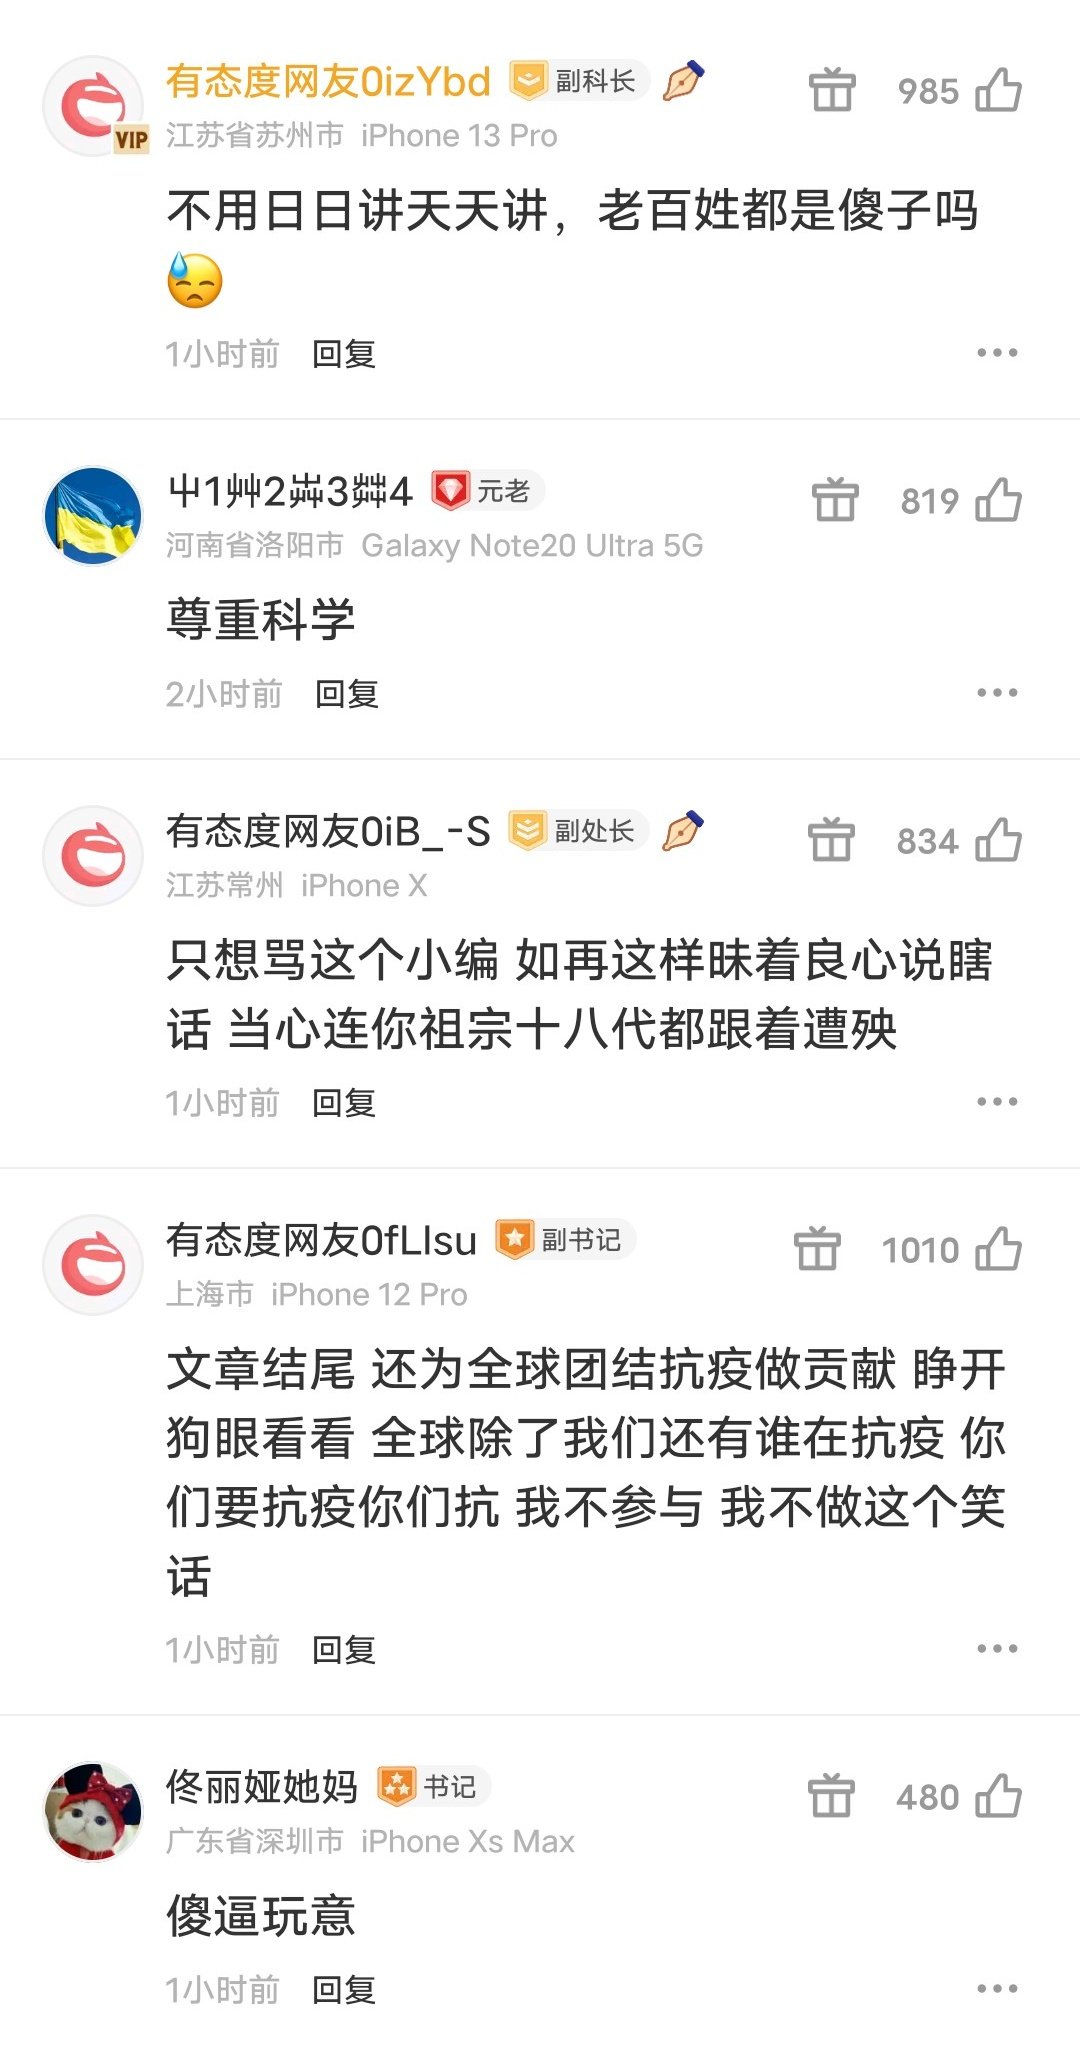 有态度网友0izYbd 副科长 985
VIP
江苏省苏州市 iPhone 13 Pro
不用日日讲天天讲，老百姓都是傻子吗
😓
1小时前 回复
屮1艸2芔3茻4 元老 819
河南省洛阳市 Galaxy Note20 Ultra 5G
尊重科学
2小时前 回复
有态度网友0iB_-S 副处长 834
江苏常州 iPhone X
只想骂这个小编 如再这样昧着良心说瞎
话 当心连你祖宗十八代都跟着遭殃
1小时前 回复
有态度网友0fLIsu 副书记 1010
上海市 iPhone 12 Pro
文章结尾 还为全球团结抗疫做贡献 睁开
狗眼看看 全球除了我们还有谁在抗疫 你
们要抗疫你们抗 我不参与 我不做这个笑
话
1小时前 回复
佟丽娅她妈 书记 480
广东省深圳市 iPhone Xs Max
傻逼玩意
1小时前 回复